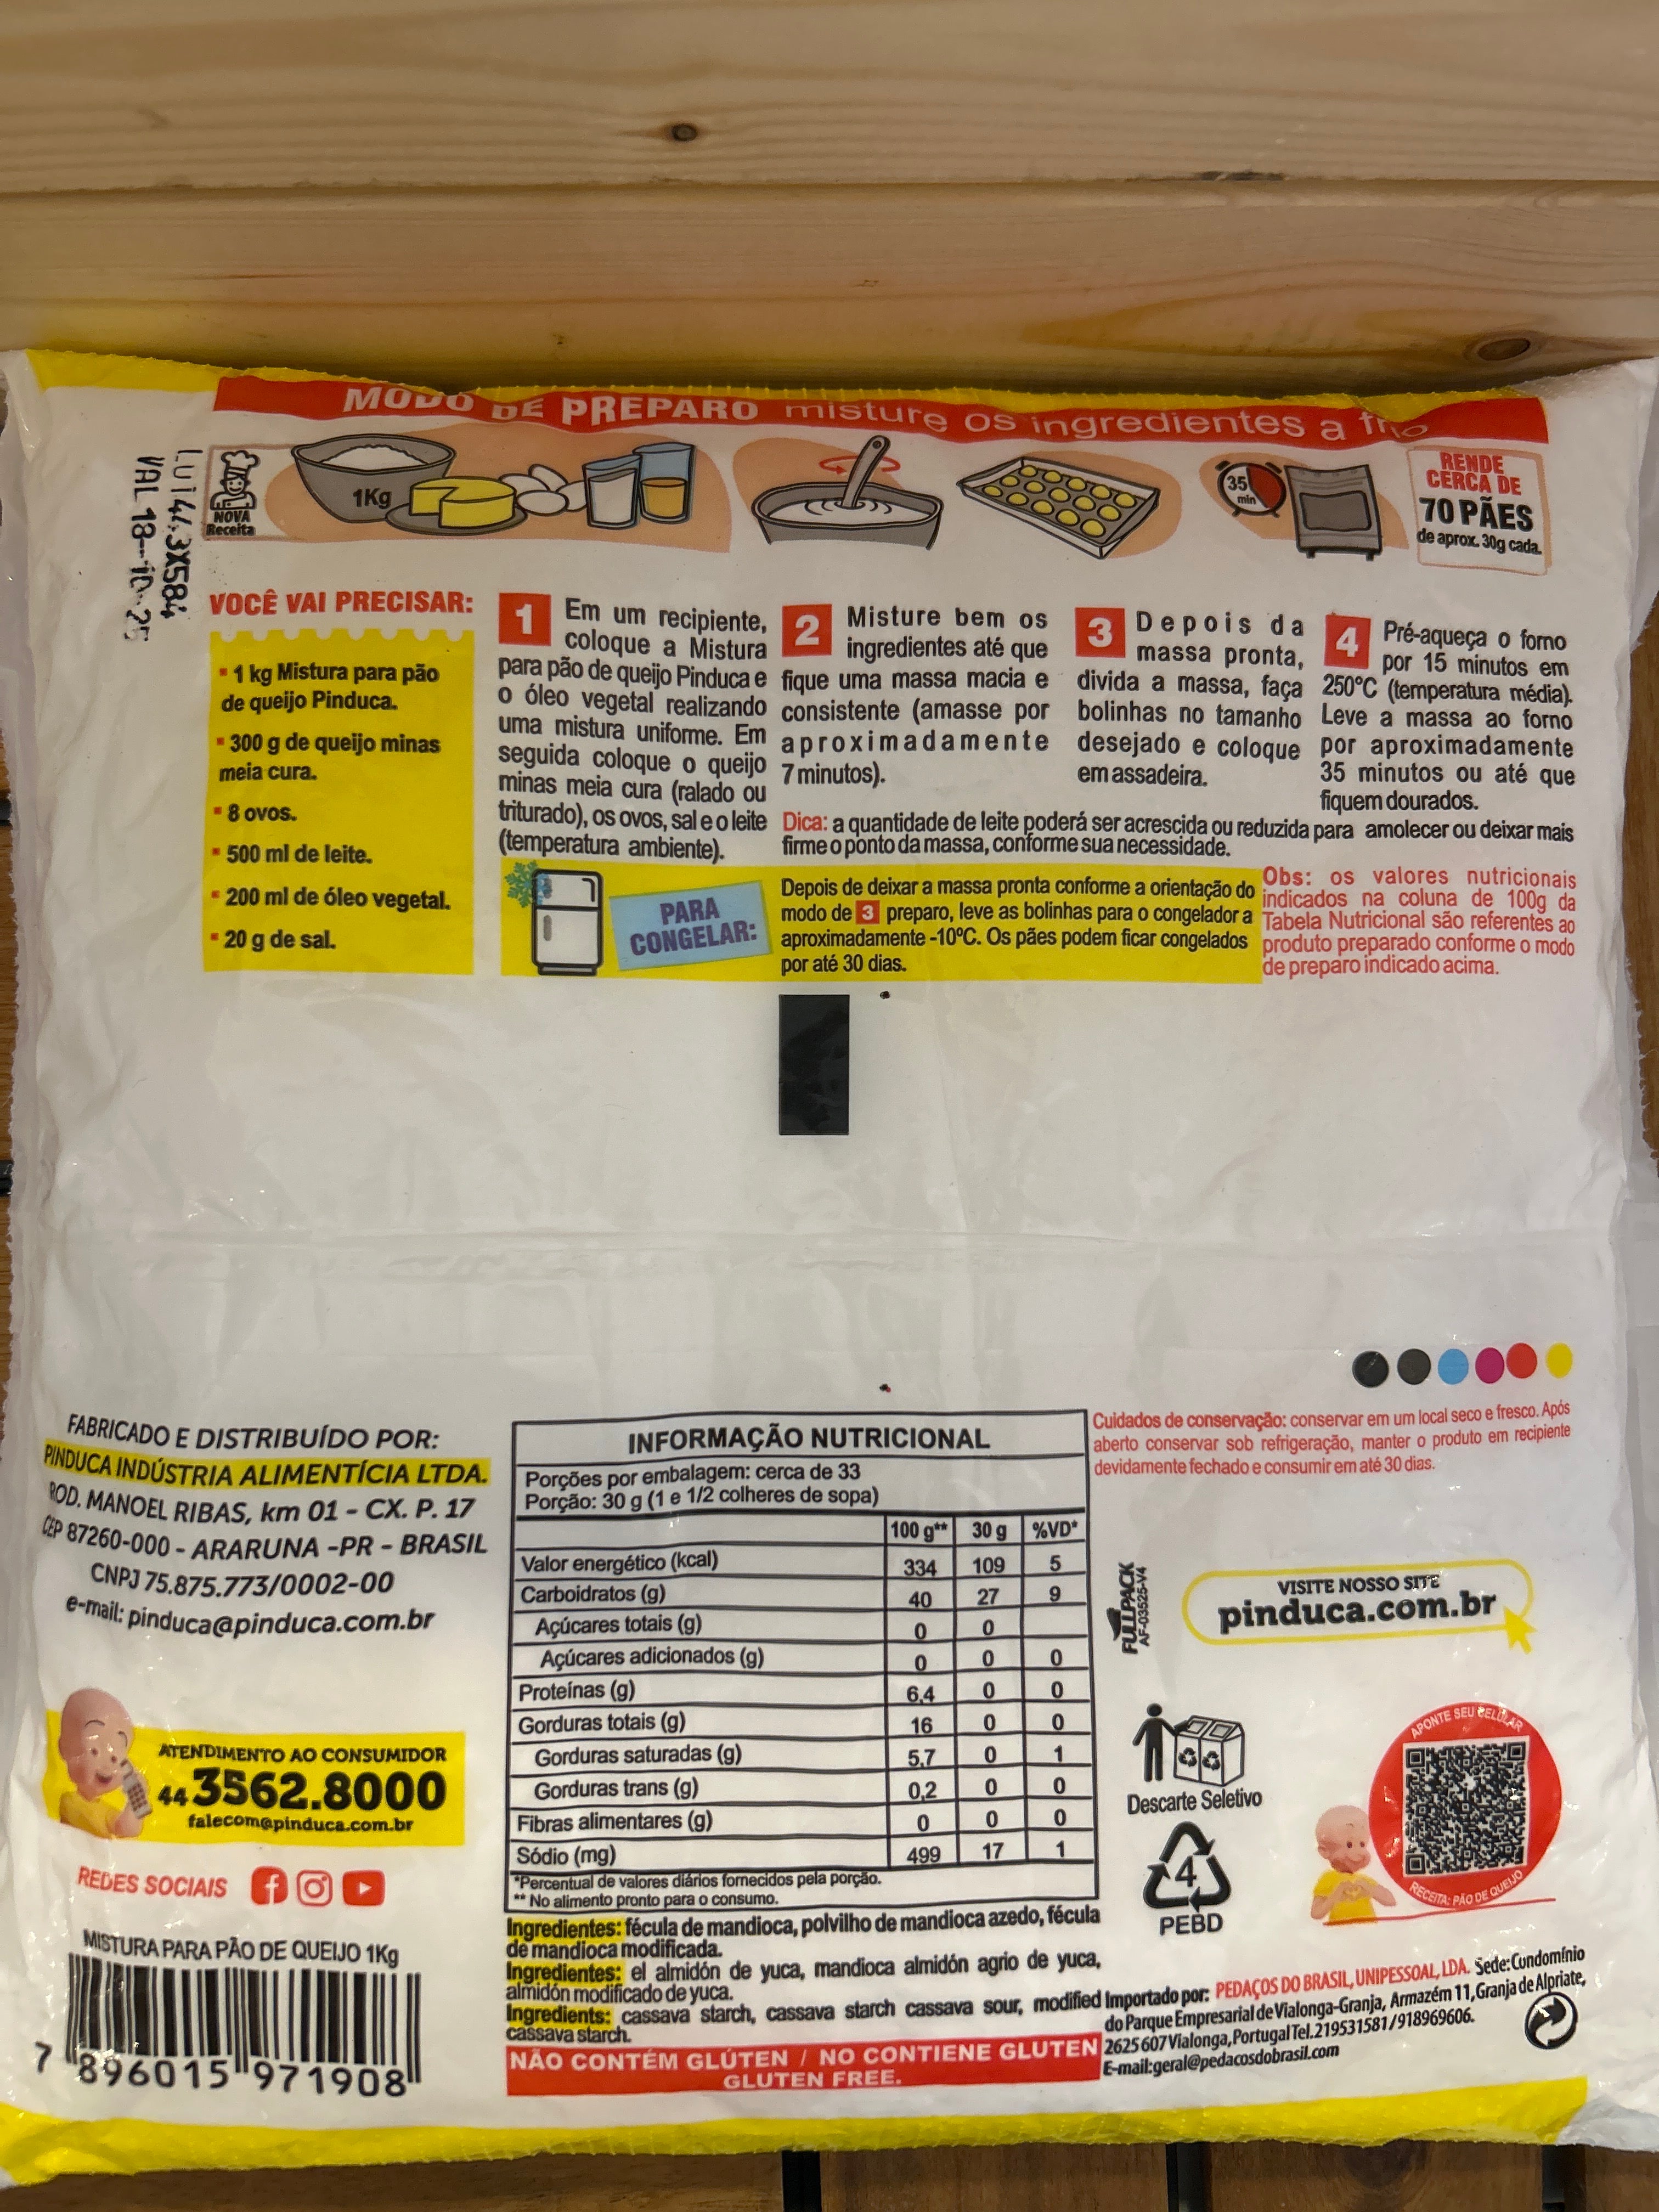 MODO DE PREPARO misture os ingredientes a frio
1Kg
35
min
RENDE
CERCA DE
70 PÃES
de aprox. 30g cada.
NOVA
Receita
VAL 18-10-25
VOCÊ VAI PRECISAR:
1 kg Mistura para pão
de queijo Pinduca.
300 g de queijo minas
meia cura.
8 ovos.
500 ml de leite.
200 ml de óleo vegetal.
20 g de sal.
1 Em um recipiente,
coloque a Mistura
para pão de queijo Pinduca e
o óleo vegetal realizando
uma mistura uniforme. Em
seguida coloque o queijo
minas meia cura (ralado ou
triturado), os ovos, sal e o leite
(temperatura ambiente).
2 Misture bem os
ingredientes até que
fique uma massa macia e
consistente (amasse por
aproximadamente
7 minutos).
3 Depois da
massa pronta,
divida a massa, faça
bolinhas no tamanho
desejado e coloque
em assadeira.
4 Pré-aqueça o forno
por 15 minutos em
250°C (temperatura média).
Leve a massa ao forno
por aproximadamente
35 minutos ou até que
fiquem dourados.
Dica: a quantidade de leite poderá ser acrescida ou reduzida para amolecer ou deixar mais
firme o ponto da massa, conforme sua necessidade.
PARA
CONGELAR:
Depois de deixar a massa pronta conforme a orientação do
modo de 3 preparo, leve as bolinhas para o congelador a
aproximadamente -10ºC. Os pães podem ficar congelados
por até 30 dias.
Obs: os valores nutricionais
indicados na coluna de 100g da
Tabela Nutricional são referentes ao
produto preparado conforme o modo
de preparo indicado acima.
FABRICADO E DISTRIBUÍDO POR:
PINDUCA INDÚSTRIA ALIMENTÍCIA LTDA.
ROD. MANOEL RIBAS, km 01 - CX. P. 17
CEP 87260-000 - ARARUNA -PR - BRASIL
CNPJ 75.875.773/0002-00
e-mail: pinduca@pinduca.com.br
ATENDIMENTO AO CONSUMIDOR
44 3562.8000
falecom@pinduca.com.br
REDES SOCIAIS
MISTURA PARA PÃO DE QUEIJO 1Kg
7 896015 971908
INFORMAÇÃO NUTRICIONAL
Porções por embalagem: cerca de 33
Porção: 30 g (1 e 1/2 colheres de sopa)
100 g** 30 g %VD*
Valor energético (kcal) 334 109 5
Carboidratos (g) 40 27 9
Açúcares totais (g) 0 0
Açúcares adicionados (g) 0 0 0
Proteínas (g) 6,4 0 0
Gorduras totais (g) 16 0 0
Gorduras saturadas (g) 5,7 0 1
Gorduras trans (g) 0,2 0 0
Fibras alimentares (g) 0 0 0
Sódio (mg) 499 17 1
*Percentual de valores diários fornecidos pela porção.
** No alimento pronto para o consumo.
Ingredientes: fécula de mandioca, polvilho de mandioca azedo, fécula
de mandioca modificada.
Ingredientes: el almidón de yuca, mandioca almidón agrio de yuca,
almidón modificado de yuca.
Ingredients: cassava starch, cassava starch cassava sour, modified
cassava starch.
NÃO CONTÉM GLÚTEN / NO CONTIENE GLUTEN
GLUTEN FREE.
Cuidados de conservação: conservar em um local seco e fresco. Após
aberto conservar sob refrigeração, manter o produto em recipiente
devidamente fechado e consumir em até 30 dias.
FULLPACK
AF-03525-V4
VISITE NOSSO SITE
pinduca.com.br
Descarte Seletivo
4
PEBD
APONTE SEU CELULAR
RECEITA: PÃO DE QUEIJO
Importado por: PEDAÇOS DO BRASIL, UNIPESSOAL, LDA. Sede: Condomínio
do Parque Empresarial de Vialonga-Granja, Armazém 11, Granja de Alpriate,
2625 607 Vialonga, Portugal Tel. 219531581 / 918969606.
E-mail:geral@pedacosdobrasil.com